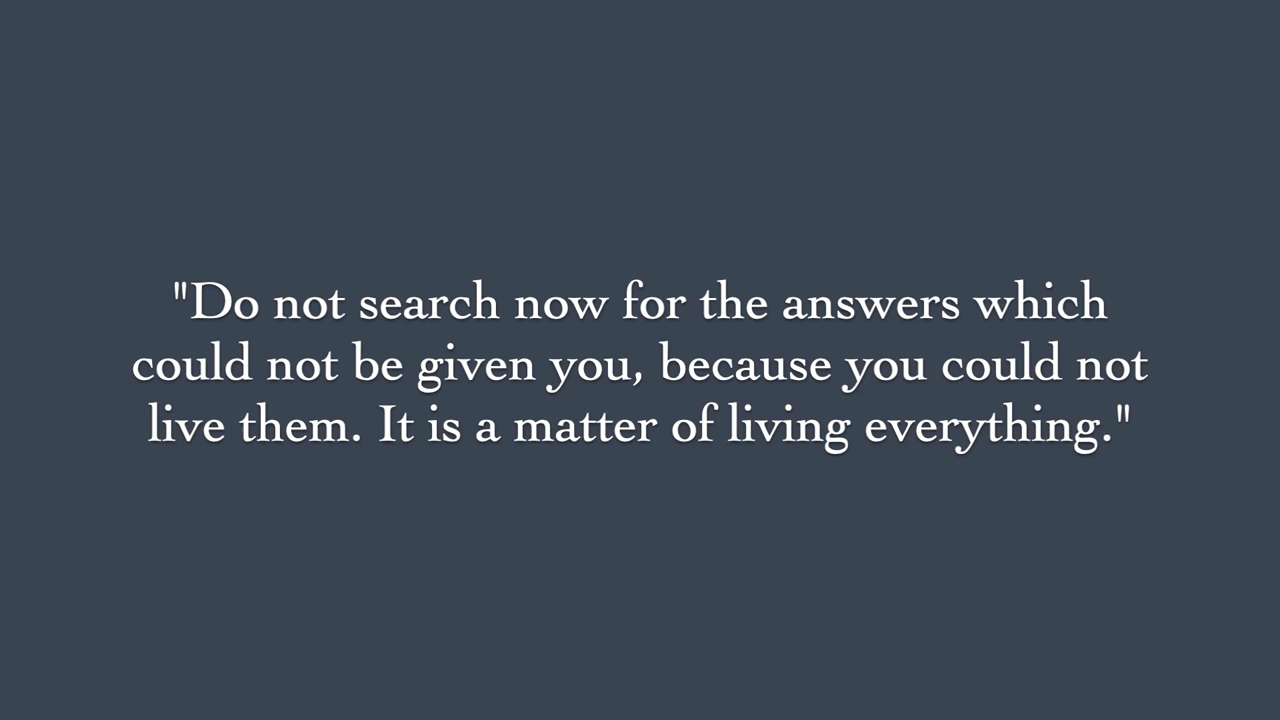 "Do not search now for the answers which
could not be given you, because you could not
live them. It is a matter of living everything."